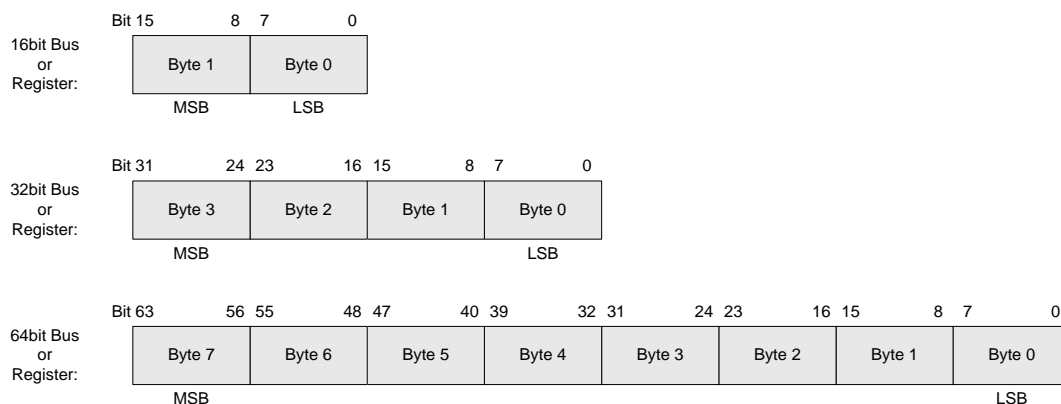 Bit 15 8 7 0
16bit Bus
or
Register:
Byte 1 Byte 0
MSB LSB
Bit 31 24 23 16 15 8 7 0
32bit Bus
or
Register:
Byte 3 Byte 2 Byte 1 Byte 0
MSB LSB
Bit 63 56 55 48 47 40 39 32 31 24 23 16 15 8 7 0
64bit Bus
or
Register:
Byte 7 Byte 6 Byte 5 Byte 4 Byte 3 Byte 2 Byte 1 Byte 0
MSB LSB